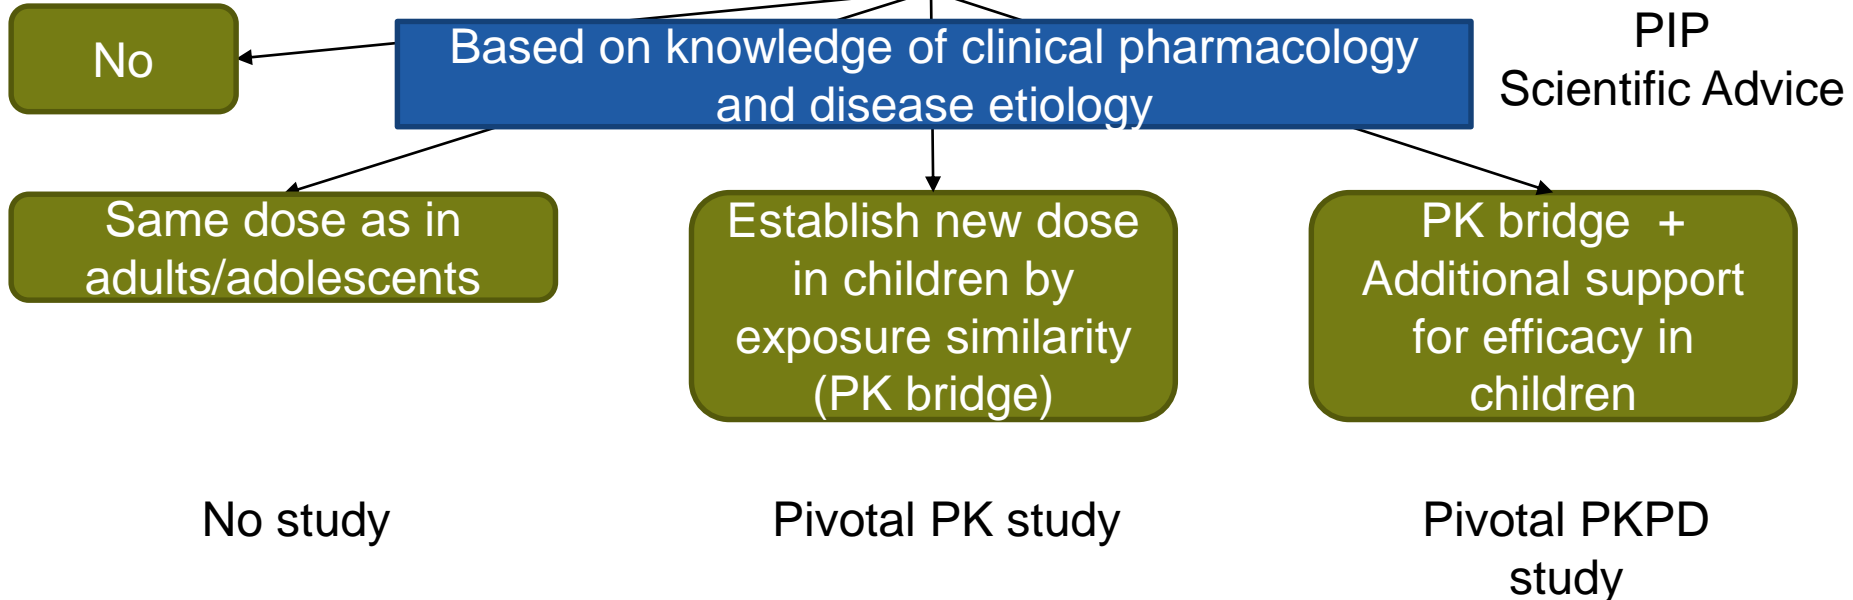 No
Based on knowledge of clinical pharmacology
and disease etiology
PIP
Scientific Advice
Same dose as in
adults/adolescents
Establish new dose
in children by
exposure similarity
(PK bridge)
PK bridge +
Additional support
for efficacy in
children
No study
Pivotal PK study
Pivotal PKPD
study